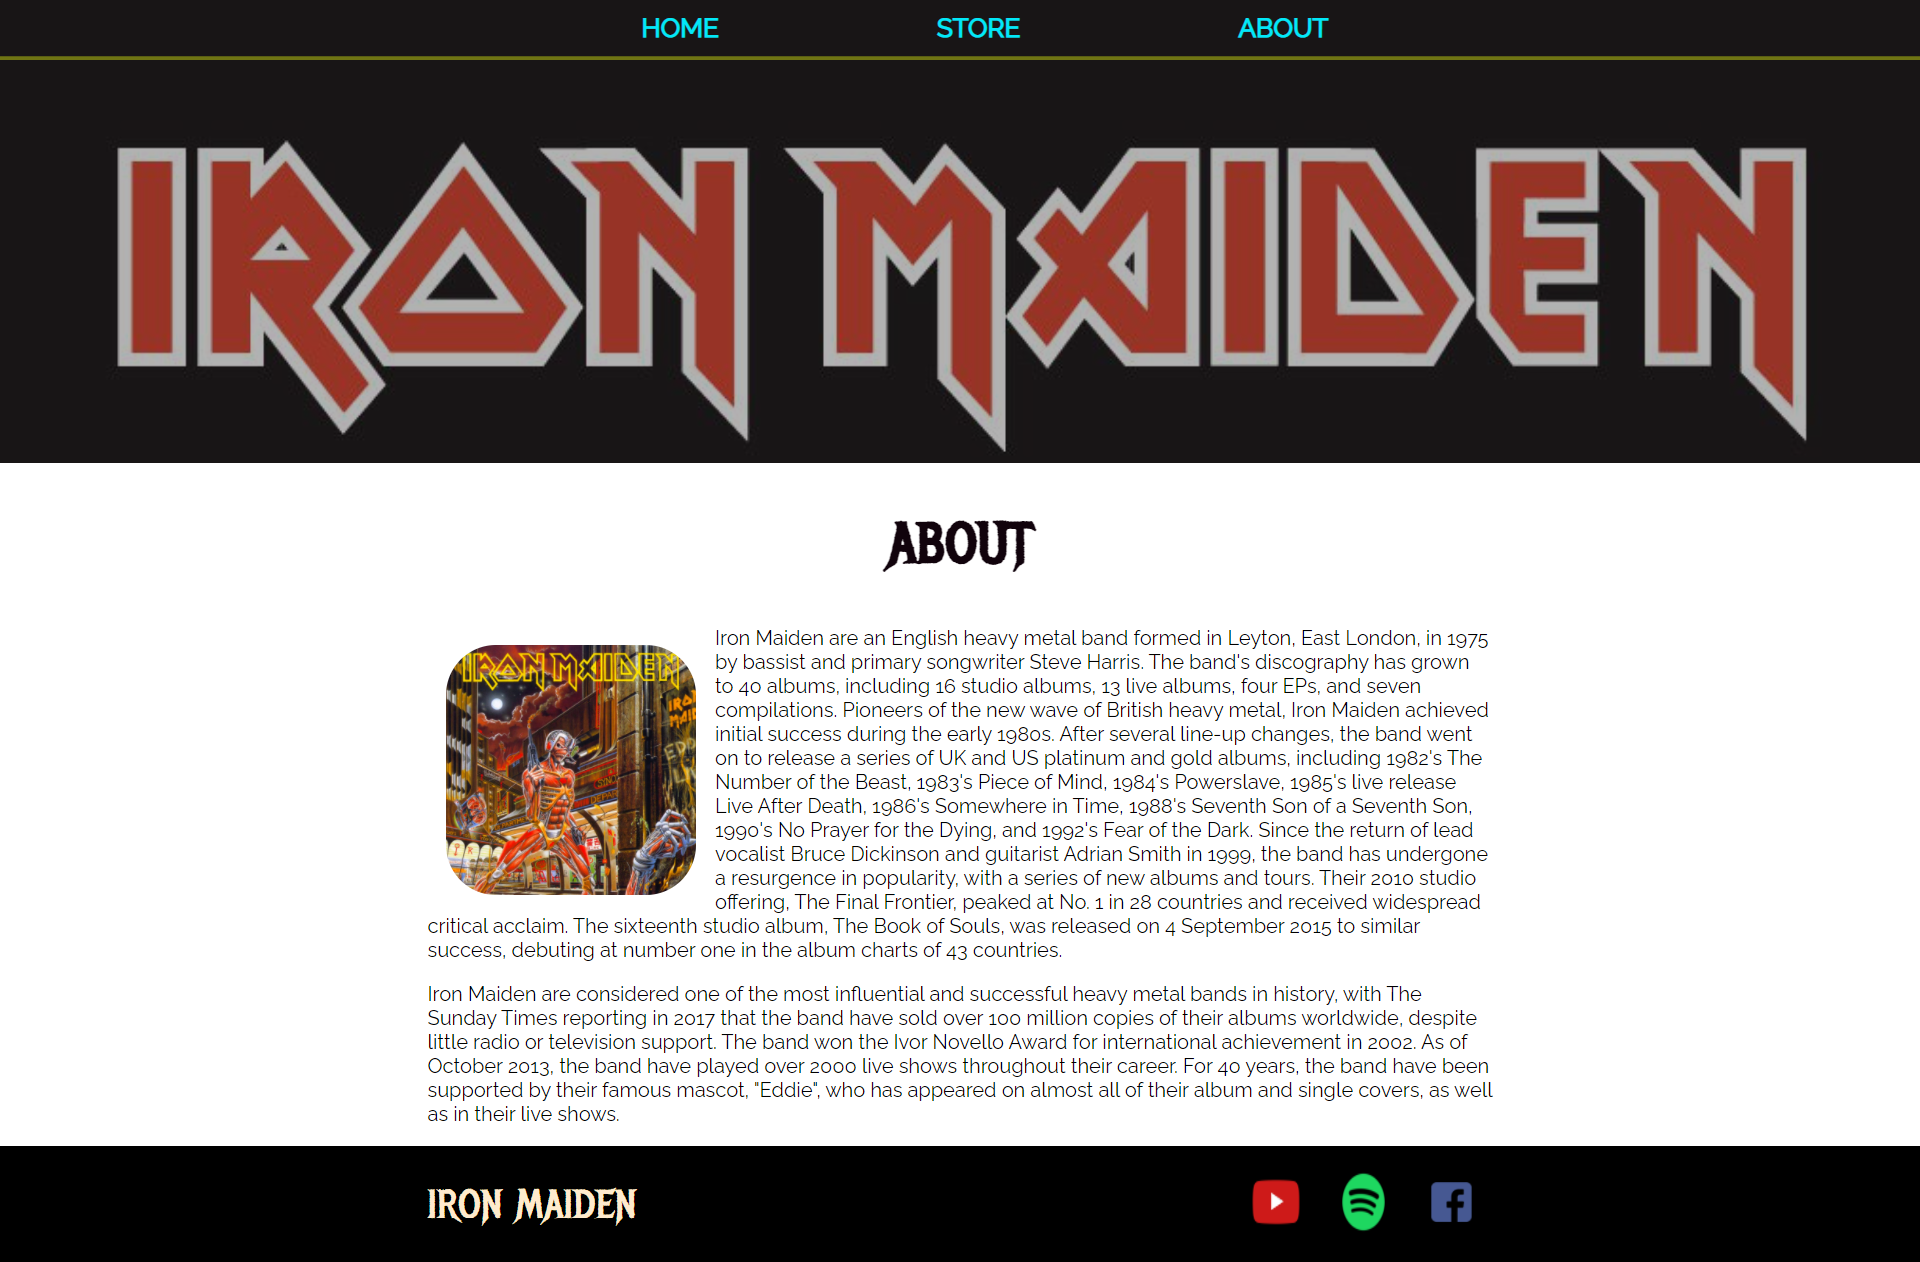 HOME STORE ABOUT
IRON MAIDEN
ABOUT
IRON MAIDEN
Iron Maiden are an English heavy metal band formed in Leyton, East London, in 1975
by bassist and primary songwriter Steve Harris. The band's discography has grown
to 40 albums, including 16 studio albums, 13 live albums, four EPs, and seven
compilations. Pioneers of the new wave of British heavy metal, Iron Maiden achieved
initial success during the early 1980s. After several line-up changes, the band went
on to release a series of UK and US platinum and gold albums, including 1982's The
Number of the Beast, 1983's Piece of Mind, 1984's Powerslave, 1985's live release
Live After Death, 1986's Somewhere in Time, 1988's Seventh Son of a Seventh Son,
1990's No Prayer for the Dying, and 1992's Fear of the Dark. Since the return of lead
vocalist Bruce Dickinson and guitarist Adrian Smith in 1999, the band has undergone
a resurgence in popularity, with a series of new albums and tours. Their 2010 studio
offering, The Final Frontier, peaked at No. 1 in 28 countries and received widespread
critical acclaim. The sixteenth studio album, The Book of Souls, was released on 4 September 2015 to similar
success, debuting at number one in the album charts of 43 countries.
Iron Maiden are considered one of the most influential and successful heavy metal bands in history, with The
Sunday Times reporting in 2017 that the band have sold over 100 million copies of their albums worldwide, despite
little radio or television support. The band won the Ivor Novello Award for international achievement in 2002. As of
October 2013, the band have played over 2000 live shows throughout their career. For 40 years, the band have been
supported by their famous mascot, "Eddie", who has appeared on almost all of their album and single covers, as well
as in their live shows.
IRON MAIDEN